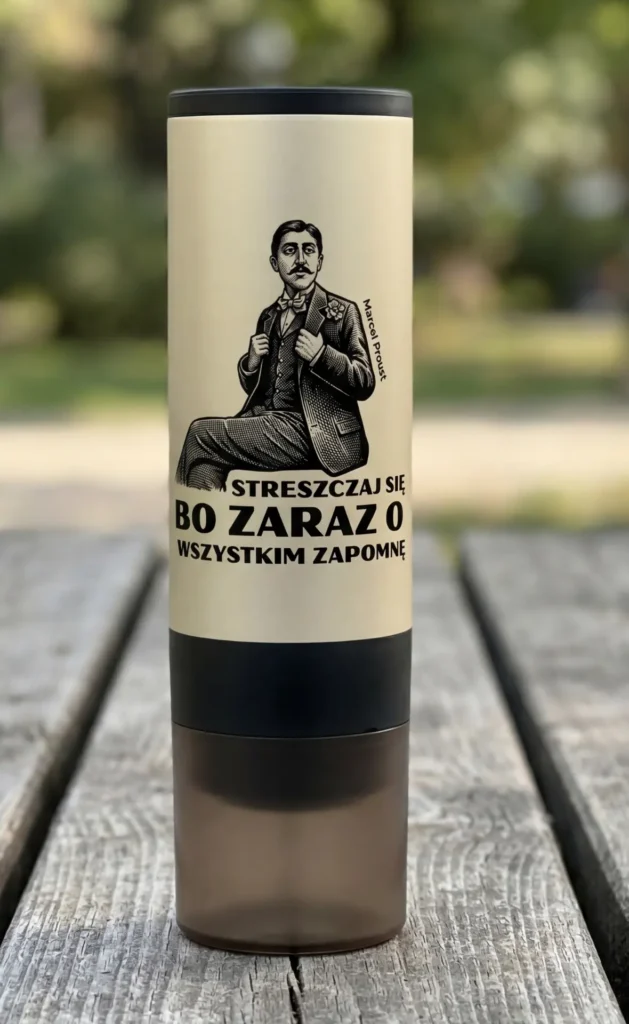 Marcel Proust
STRESZCZAJ SIĘ
BO ZARAZ O
WSZYSTKIM ZAPOMNĘ